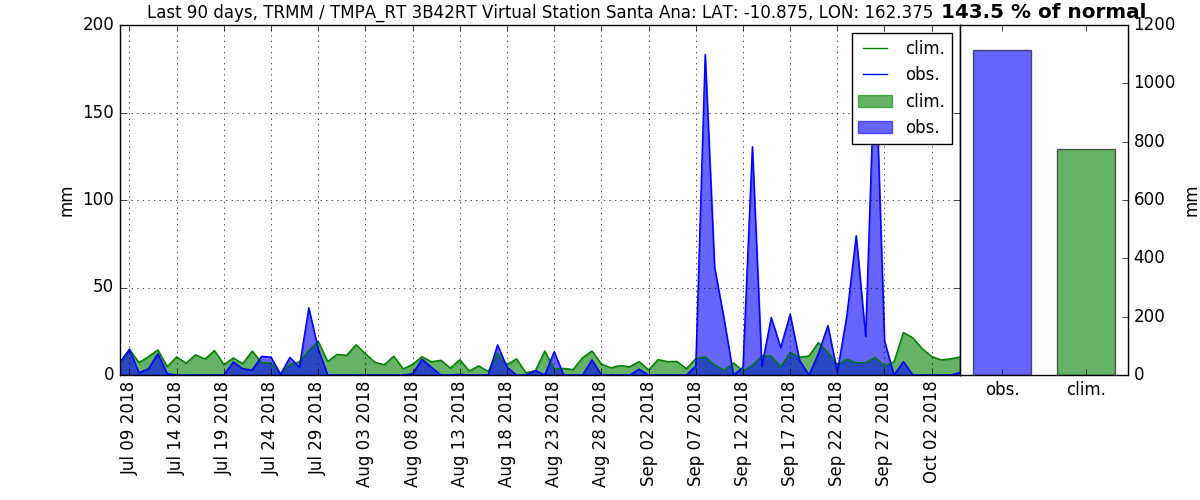 Last 90 days, TRMM / TMPA_RT 3B42RT Virtual Station Santa Ana: LAT: -10.875, LON: 162.375 143.5 % of normal
200
150
100
50
0
mm
clim.
obs.
clim.
obs.
1200
1000
800
600
400
200
0
mm
obs.
clim.
Jul 09 2018
Jul 14 2018
Jul 19 2018
Jul 24 2018
Jul 29 2018
Aug 03 2018
Aug 08 2018
Aug 13 2018
Aug 18 2018
Aug 23 2018
Aug 28 2018
Sep 02 2018
Sep 07 2018
Sep 12 2018
Sep 17 2018
Sep 22 2018
Sep 27 2018
Oct 02 2018